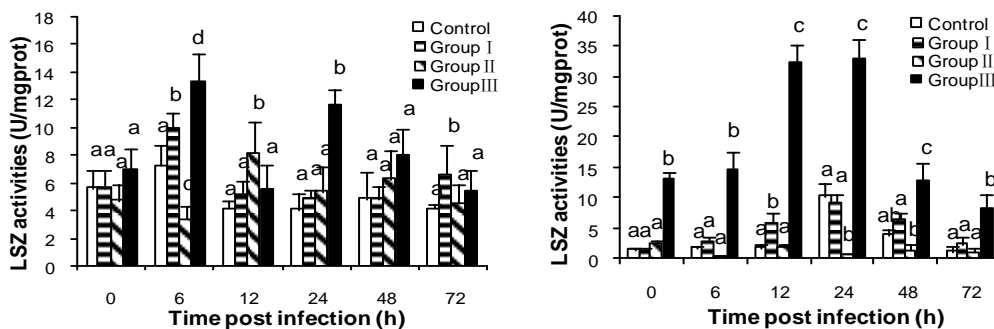 LSZ activities (U/mgprot)
18
16
14
12
10
8
6
4
2
0
Control
Group Ⅰ
Group Ⅱ
GroupⅢ
a a a a
a b c d
a a b a
a a a b
a a a a
a b a a
0 6 12 24 48 72
Time post infection (h)
LSZ activities (U/mgprot)
40
35
30
25
20
15
10
5
0
Control
Group Ⅰ
Group Ⅱ
GroupⅢ
a a a b
a a a b
a b a c
a a b c
ab a b c
a a a b
0 6 12 24 48 72
Time post infection (h)